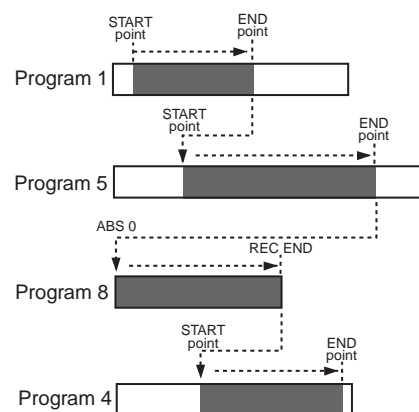 START
point
END
point
Program 1
START
point
END
point
Program 5
ABS 0
REC END
Program 8
START
point
END
point
Program 4